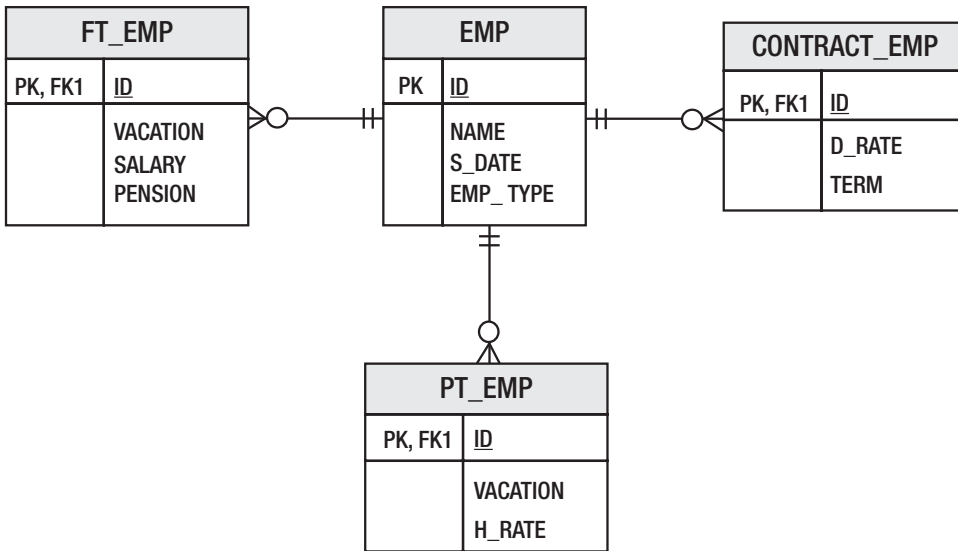 FT_EMP
PK, FK1 ID
VACATION
SALARY
PENSION
EMP
PK ID
NAME
S_DATE
EMP_ TYPE
CONTRACT_EMP
PK, FK1 ID
D_RATE
TERM
PT_EMP
PK, FK1 ID
VACATION
H_RATE